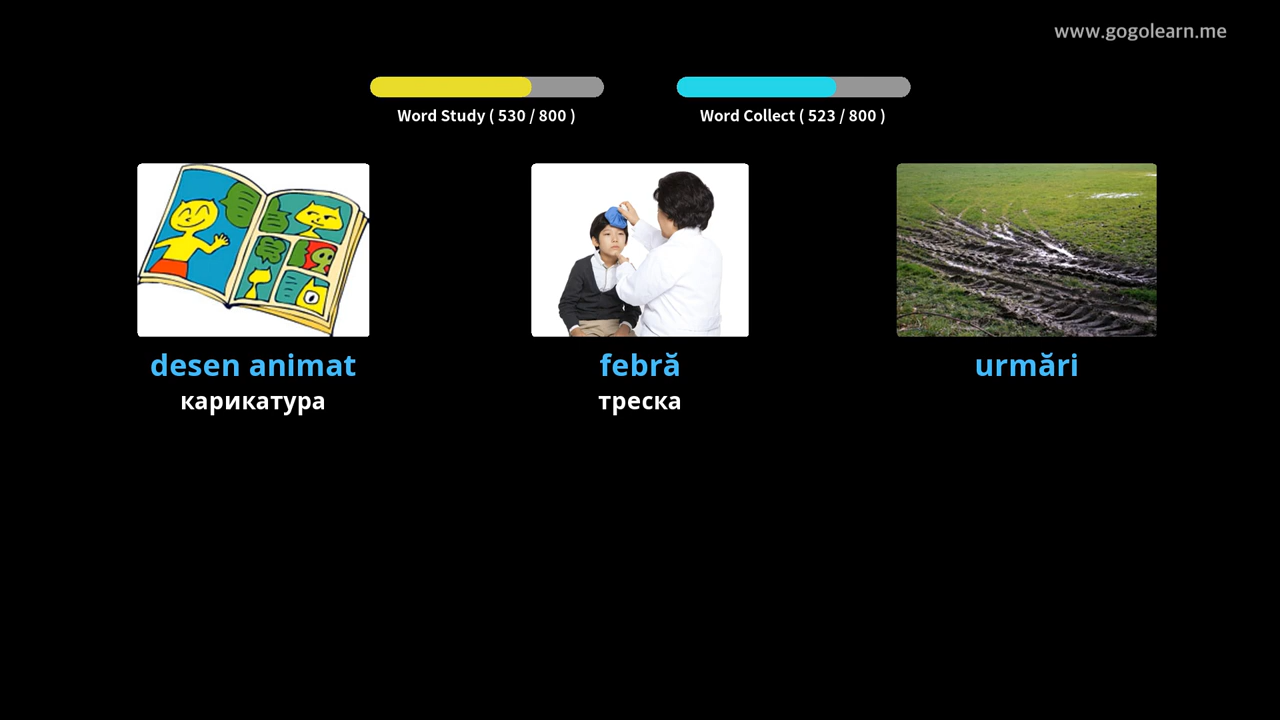 www.gogolearn.me
Word Study ( 530 / 800 )
Word Collect ( 523 / 800 )
desen animat
карикатура
febră
треска
urmări